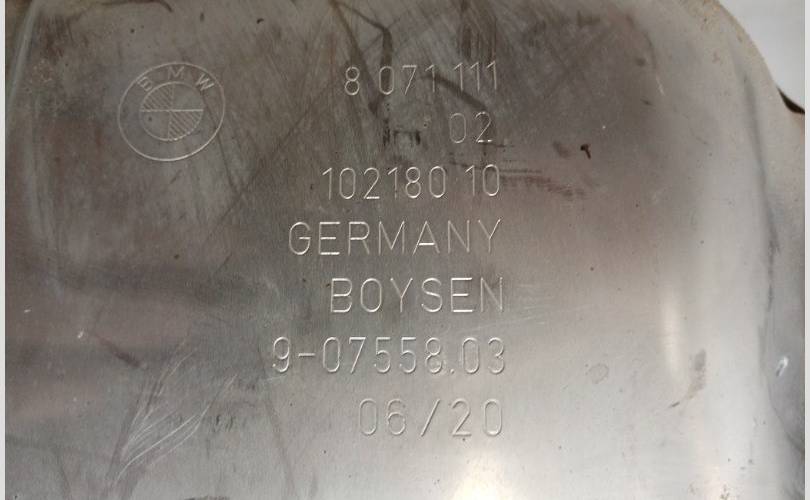 BMW
8 071 111
02
102180 10
GERMANY
BOYSEN
9-07558.03
06/20